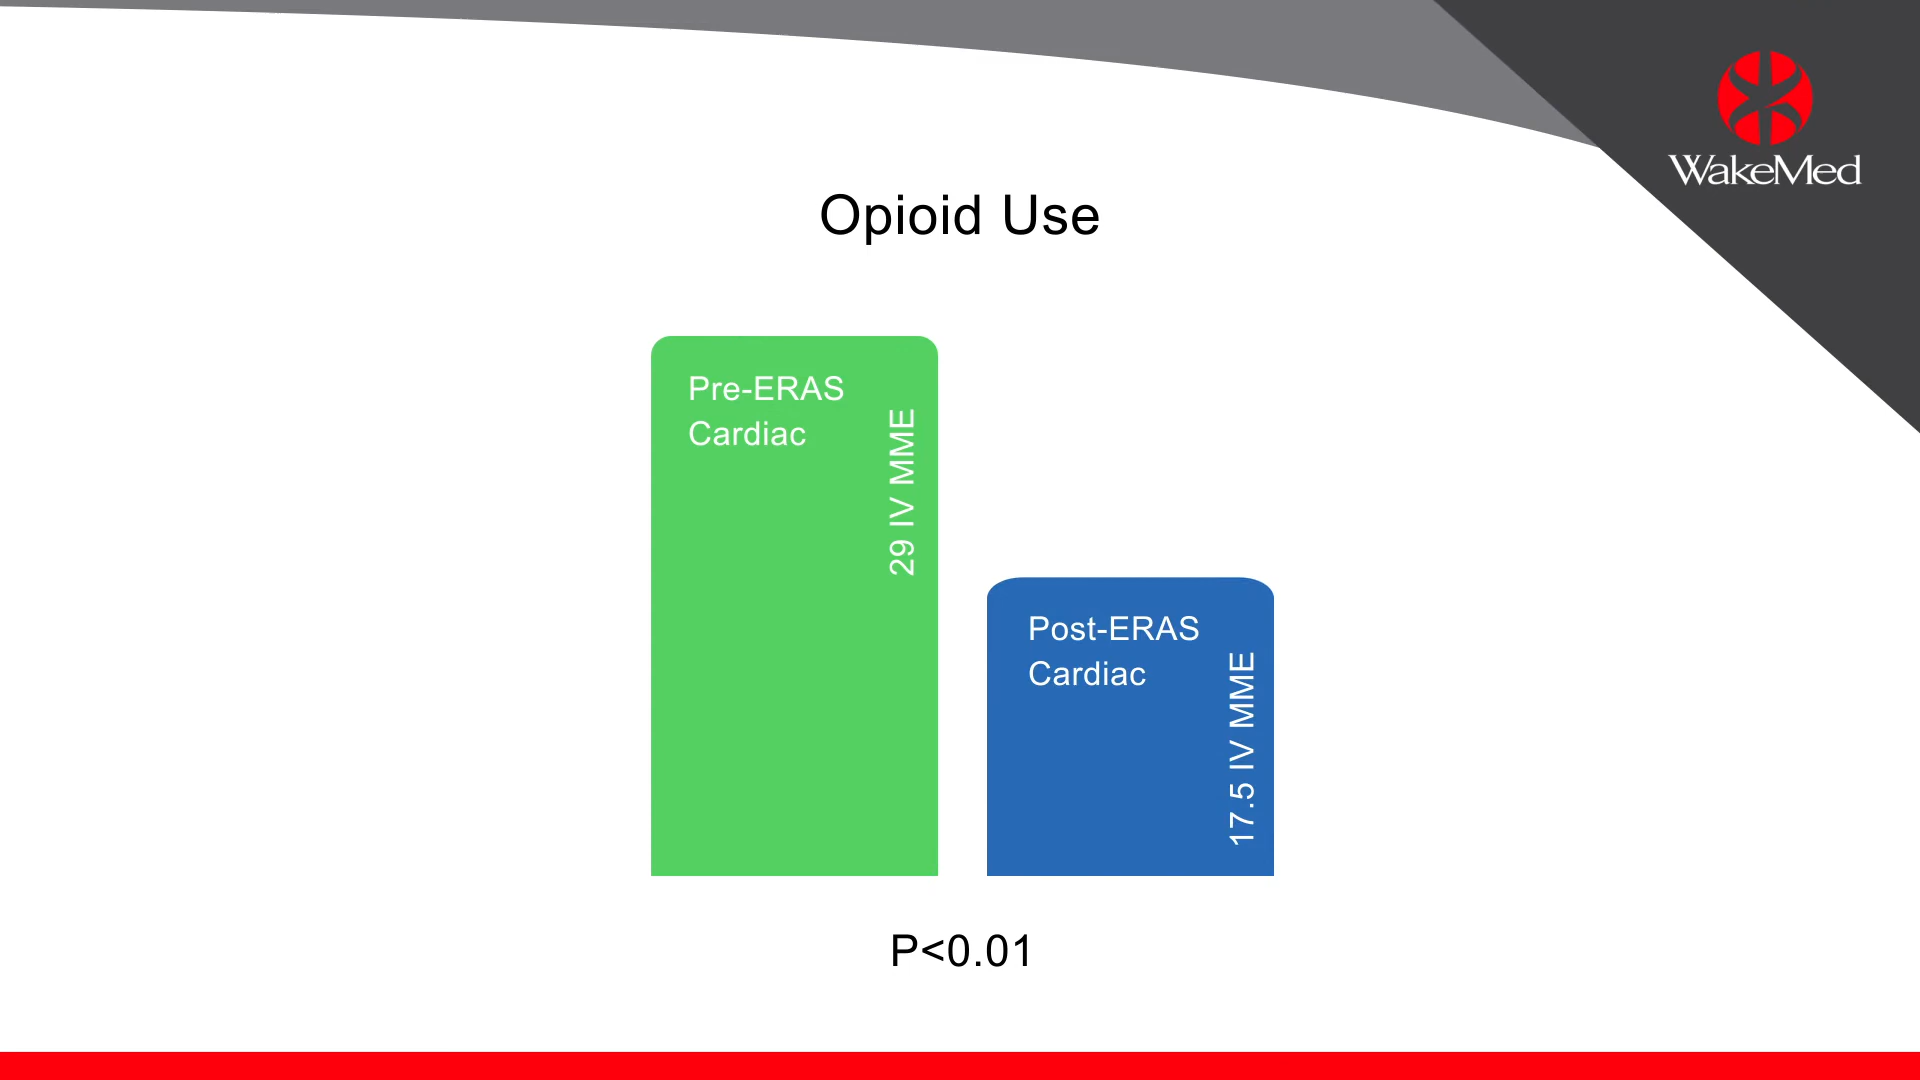 WakeMed
Opioid Use
Pre-ERAS
Cardiac
29 IV MME
Post-ERAS
Cardiac
17.5 IV MME
P<0.01